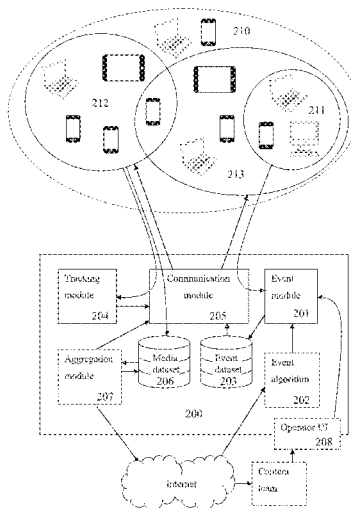 210
212
211
213
Tracking
module
204
Communication
module
205
Event
module
201
Aggregation
module
207
Media
dataset
206
Event
dataset
203
Event
algorithm
202
200
Operator UI
208
Internet
Content
team